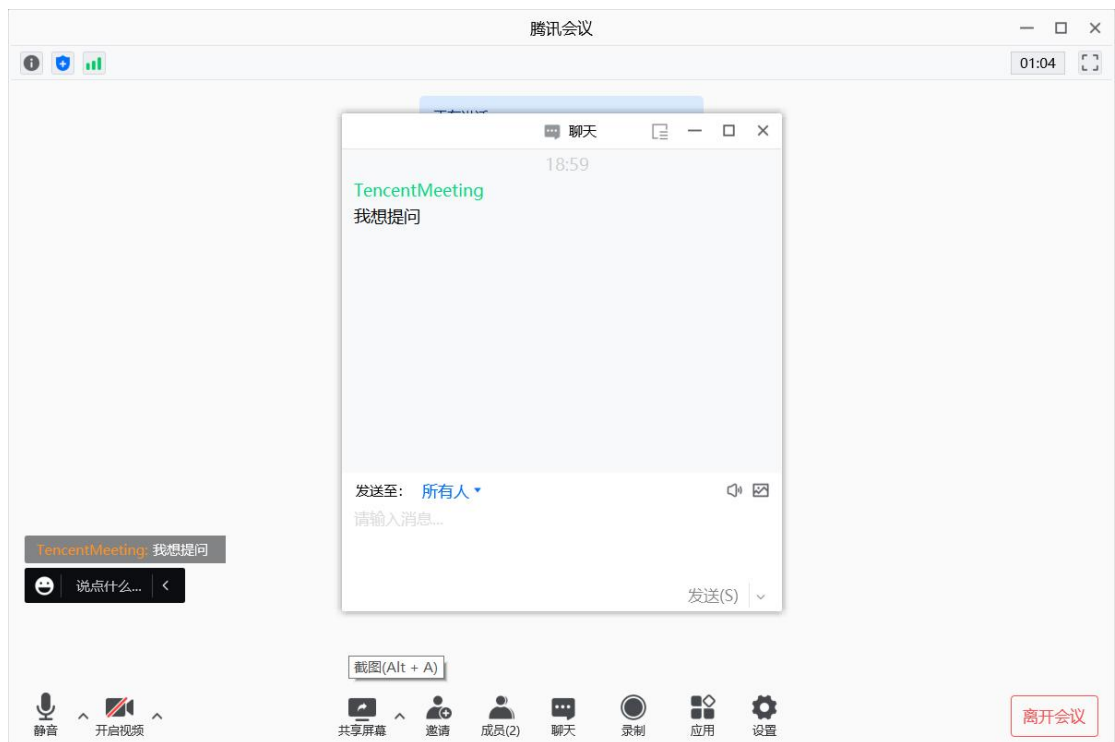 腾讯会议
01:04
聊天
18:59
TencentMeeting
我想提问
发送至: 所有人
请输入消息...
TencentMeeting: 我想提问
说点什么...
发送(S)
截图(Alt + A)
静音 开启视频 共享屏幕 邀请 成员(2) 聊天 录制 应用 设置 离开会议